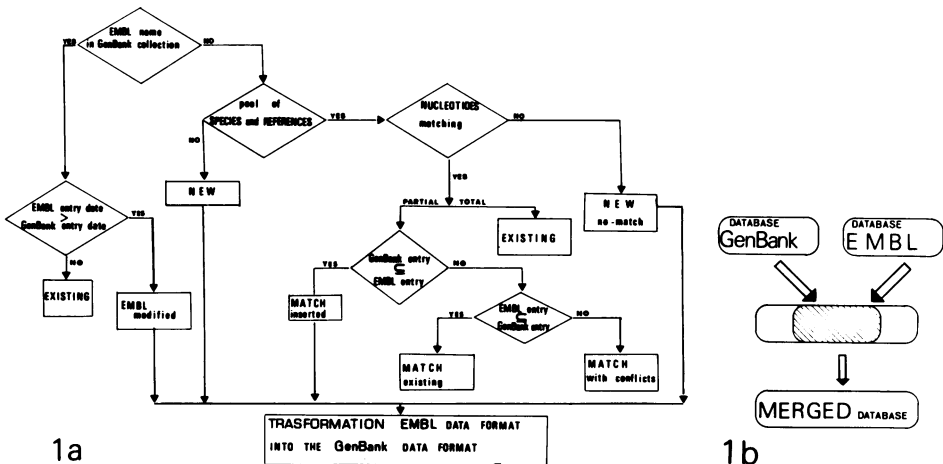 EMBL name
in GenBank collection
YES
NO
pool of
SPECIES and REFERENCES
YES
NO
NUCLEOTIDES
matching
NO
YES
NEW
NEW
no-match
EMBL entry date
>
GenBank entry date
YES
NO
PARTIAL TOTAL
EXISTING
GenBank entry
⊆
EMBL entry
YES
NO
EXISTING
EMBL
modified
MATCH
inserted
EMBL entry
GenBank entry
YES
NO
MATCH
existing
MATCH
with conflicts
TRASFORMATION EMBL DATA FORMAT
INTO THE GenBank DATA FORMAT
1a
DATABASE
GenBank
DATABASE
EMBL
MERGED DATABASE
1b